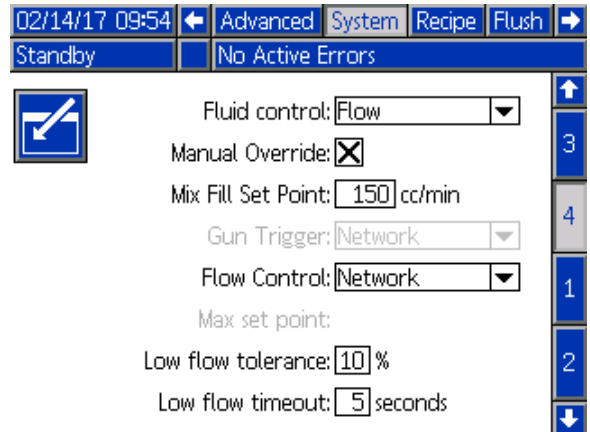 02/14/17 09:54 Advanced System Recipe Flush
Standby No Active Errors
Fluid control: Flow
3
Manual Override:
Mix Fill Set Point: 150 cc/min
4
Gun Trigger: Network
Flow Control: Network
1
Max set point:
Low flow tolerance: 10 %
2
Low flow timeout: 5 seconds